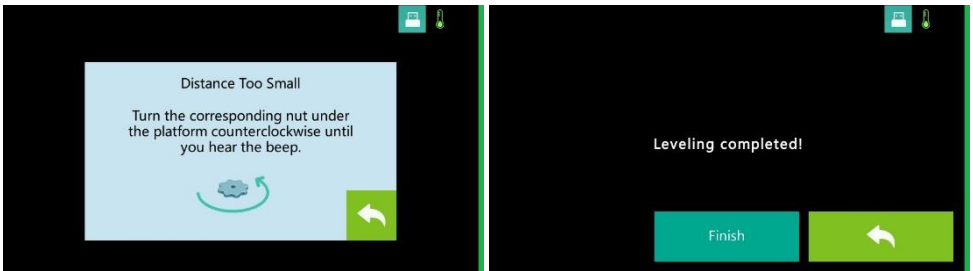 Distance Too Small
Turn the corresponding nut under
the platform counterclockwise until
you hear the beep.
Leveling completed!
Finish